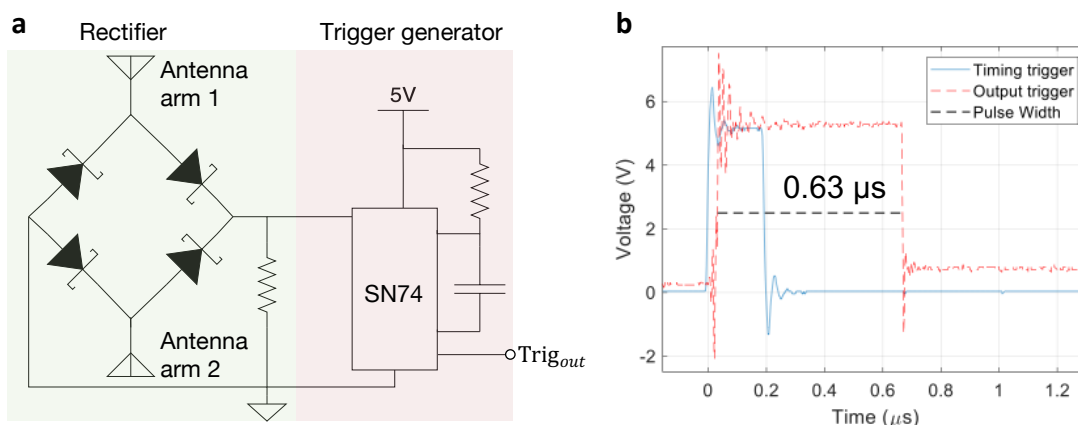 a
Rectifier
Trigger generator
Antenna
arm 1
5V
SN74
Antenna
arm 2
Trig_out
b
Timing trigger
Output trigger
Pulse Width
0.63 µs
Voltage (V)
6
4
2
0
-2
0
0.2
0.4
0.6
0.8
1
1.2
Time (µs)